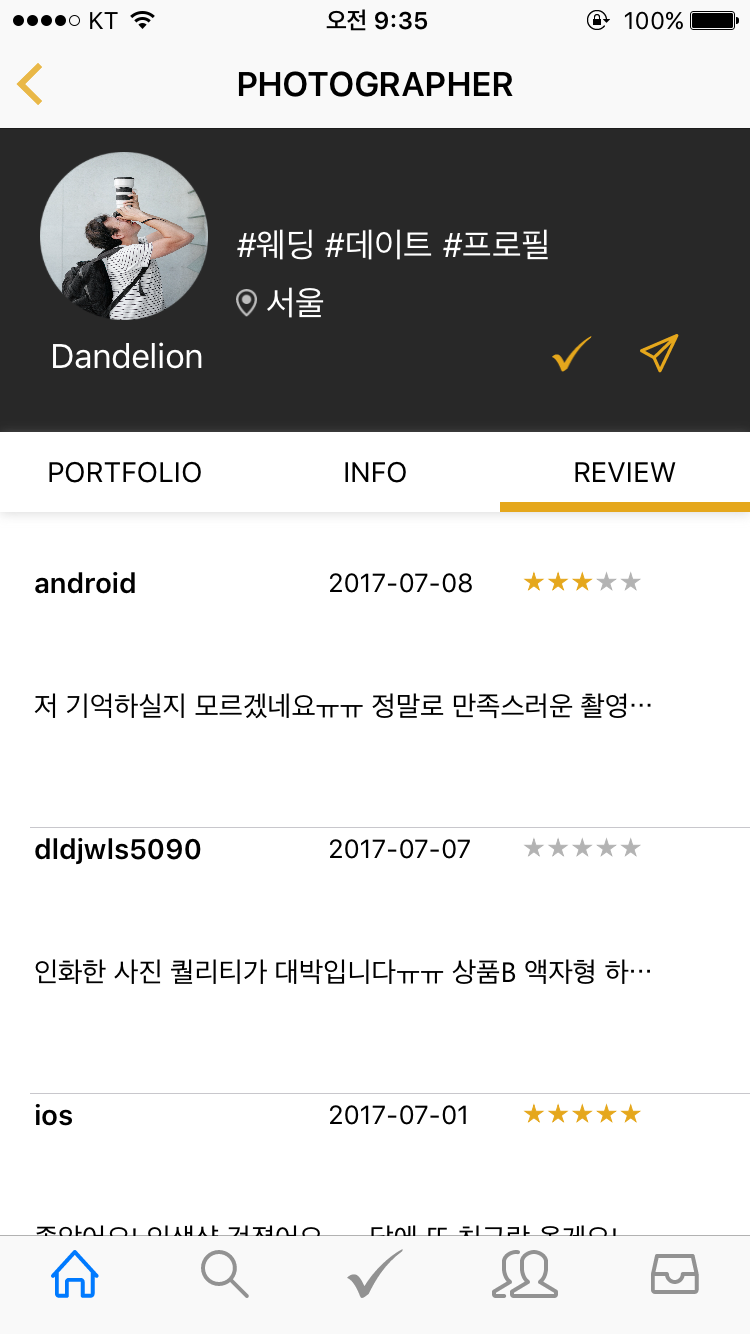 KT 오전 9:35 100%
PHOTOGRAPHER
#웨딩 #데이트 #프로필
서울
Dandelion
PORTFOLIO INFO REVIEW
android 2017-07-08
저 기억하실지 모르겠네요ㅠㅠ 정말로 만족스러운 촬영…
dldjwls5090 2017-07-07
인화한 사진 퀄리티가 대박입니다ㅠㅠ 상품B 액자형 하…
ios 2017-07-01